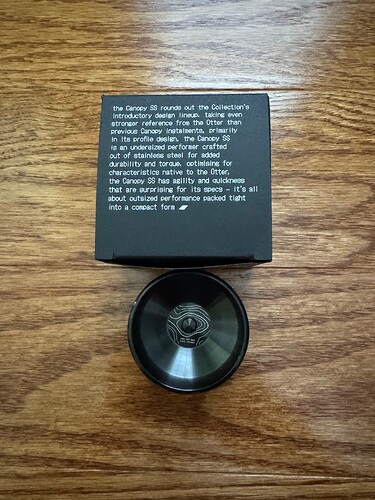 the Canopy SS rounds out the Collection's
introductory design lineup. taking even
stronger reference from the Otter than
previous Canopy instalments, primarily
in its profile design, the Canopy SS
is an undersized performer crafted
out of stainless steel for added
durability and torque. optimising for
characteristics native to the Otter,
the Canopy SS has agility and quickness
that are surprising for its specs – it's all
about outsized performance packed tight
into a compact form